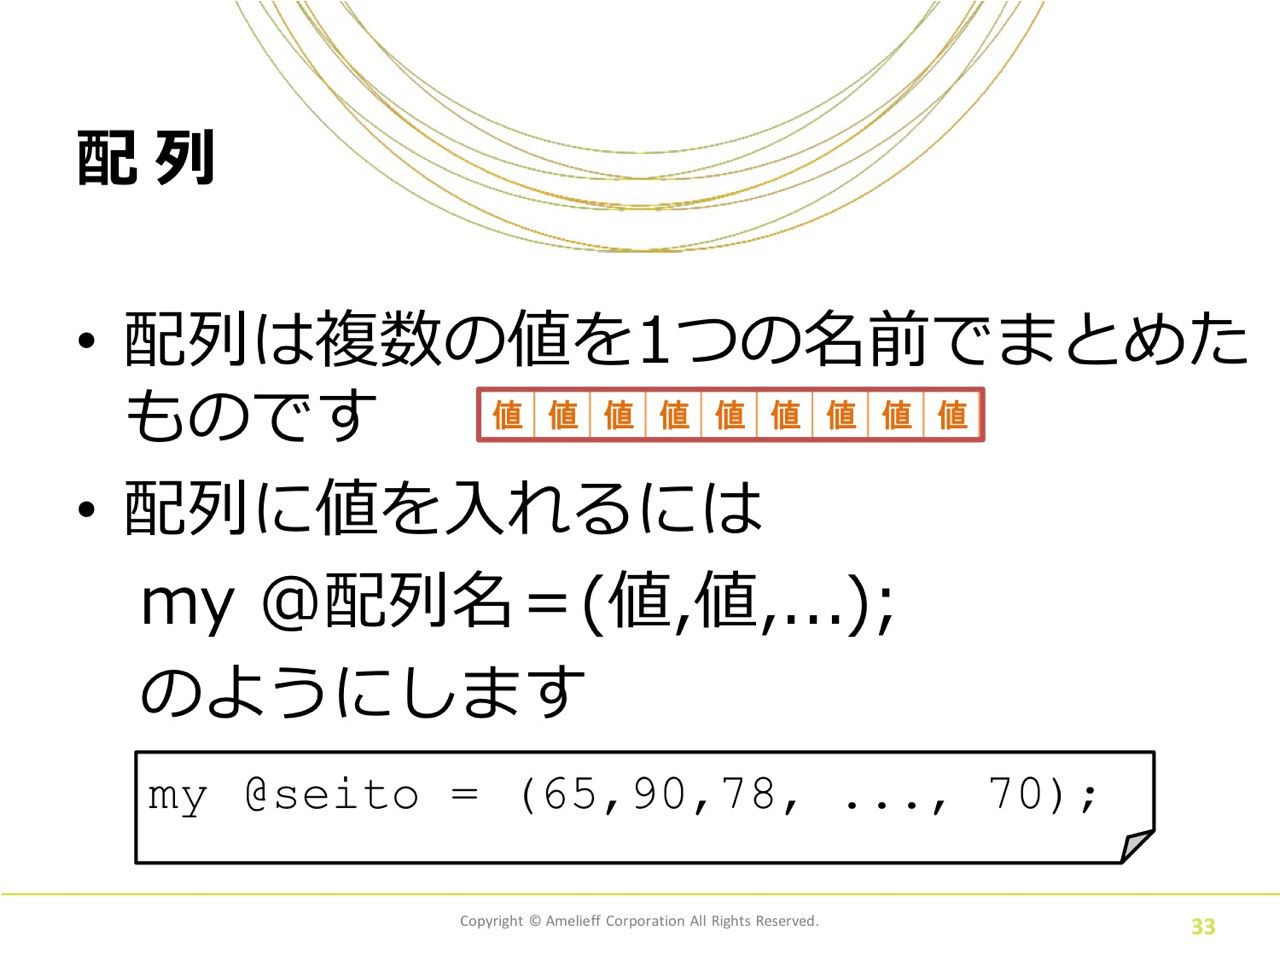 配列
• 配列は複数の値を1つの名前でまとめた
ものです
値 値 値 値 値 値 値 値 値
• 配列に値を入れるには
my @配列名＝(値,値,...);
のようにします
my @seito = (65,90,78, ..., 70);
Copyright © Amelieff Corporation All Rights Reserved.
33